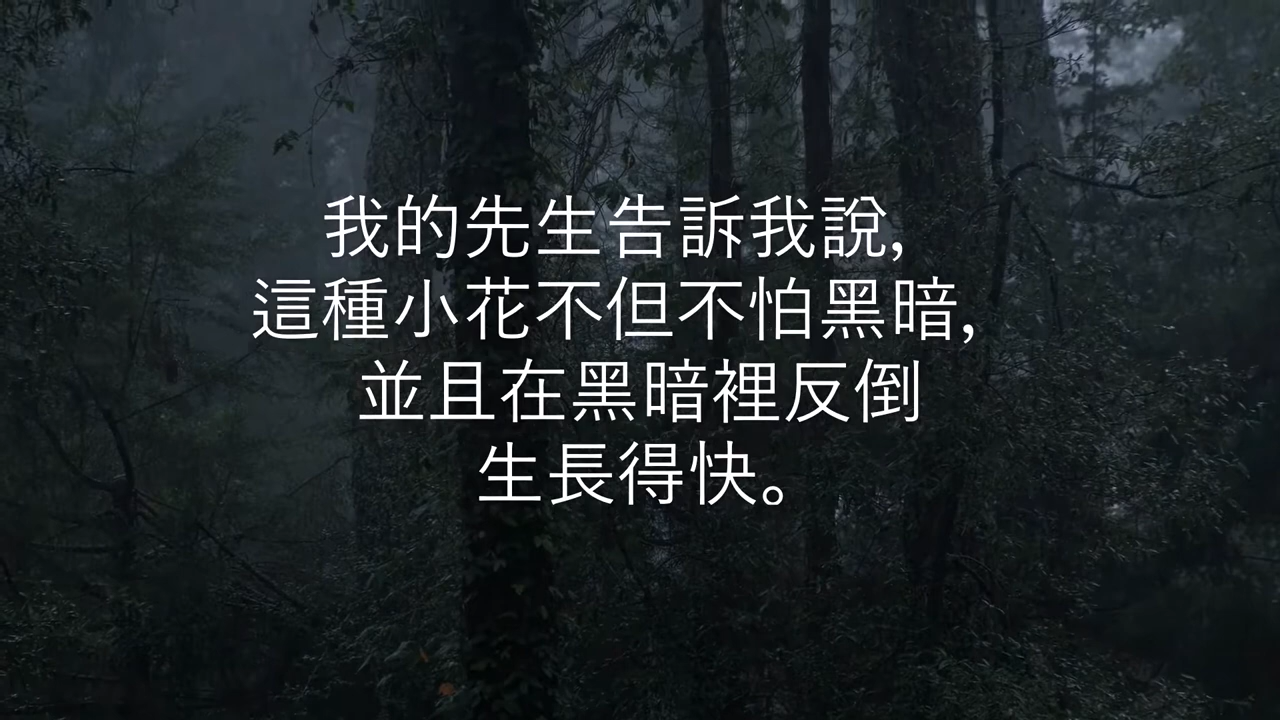 我的先生告訴我說,
這種小花不但不怕黑暗,
並且在黑暗裡反倒
生長得快。